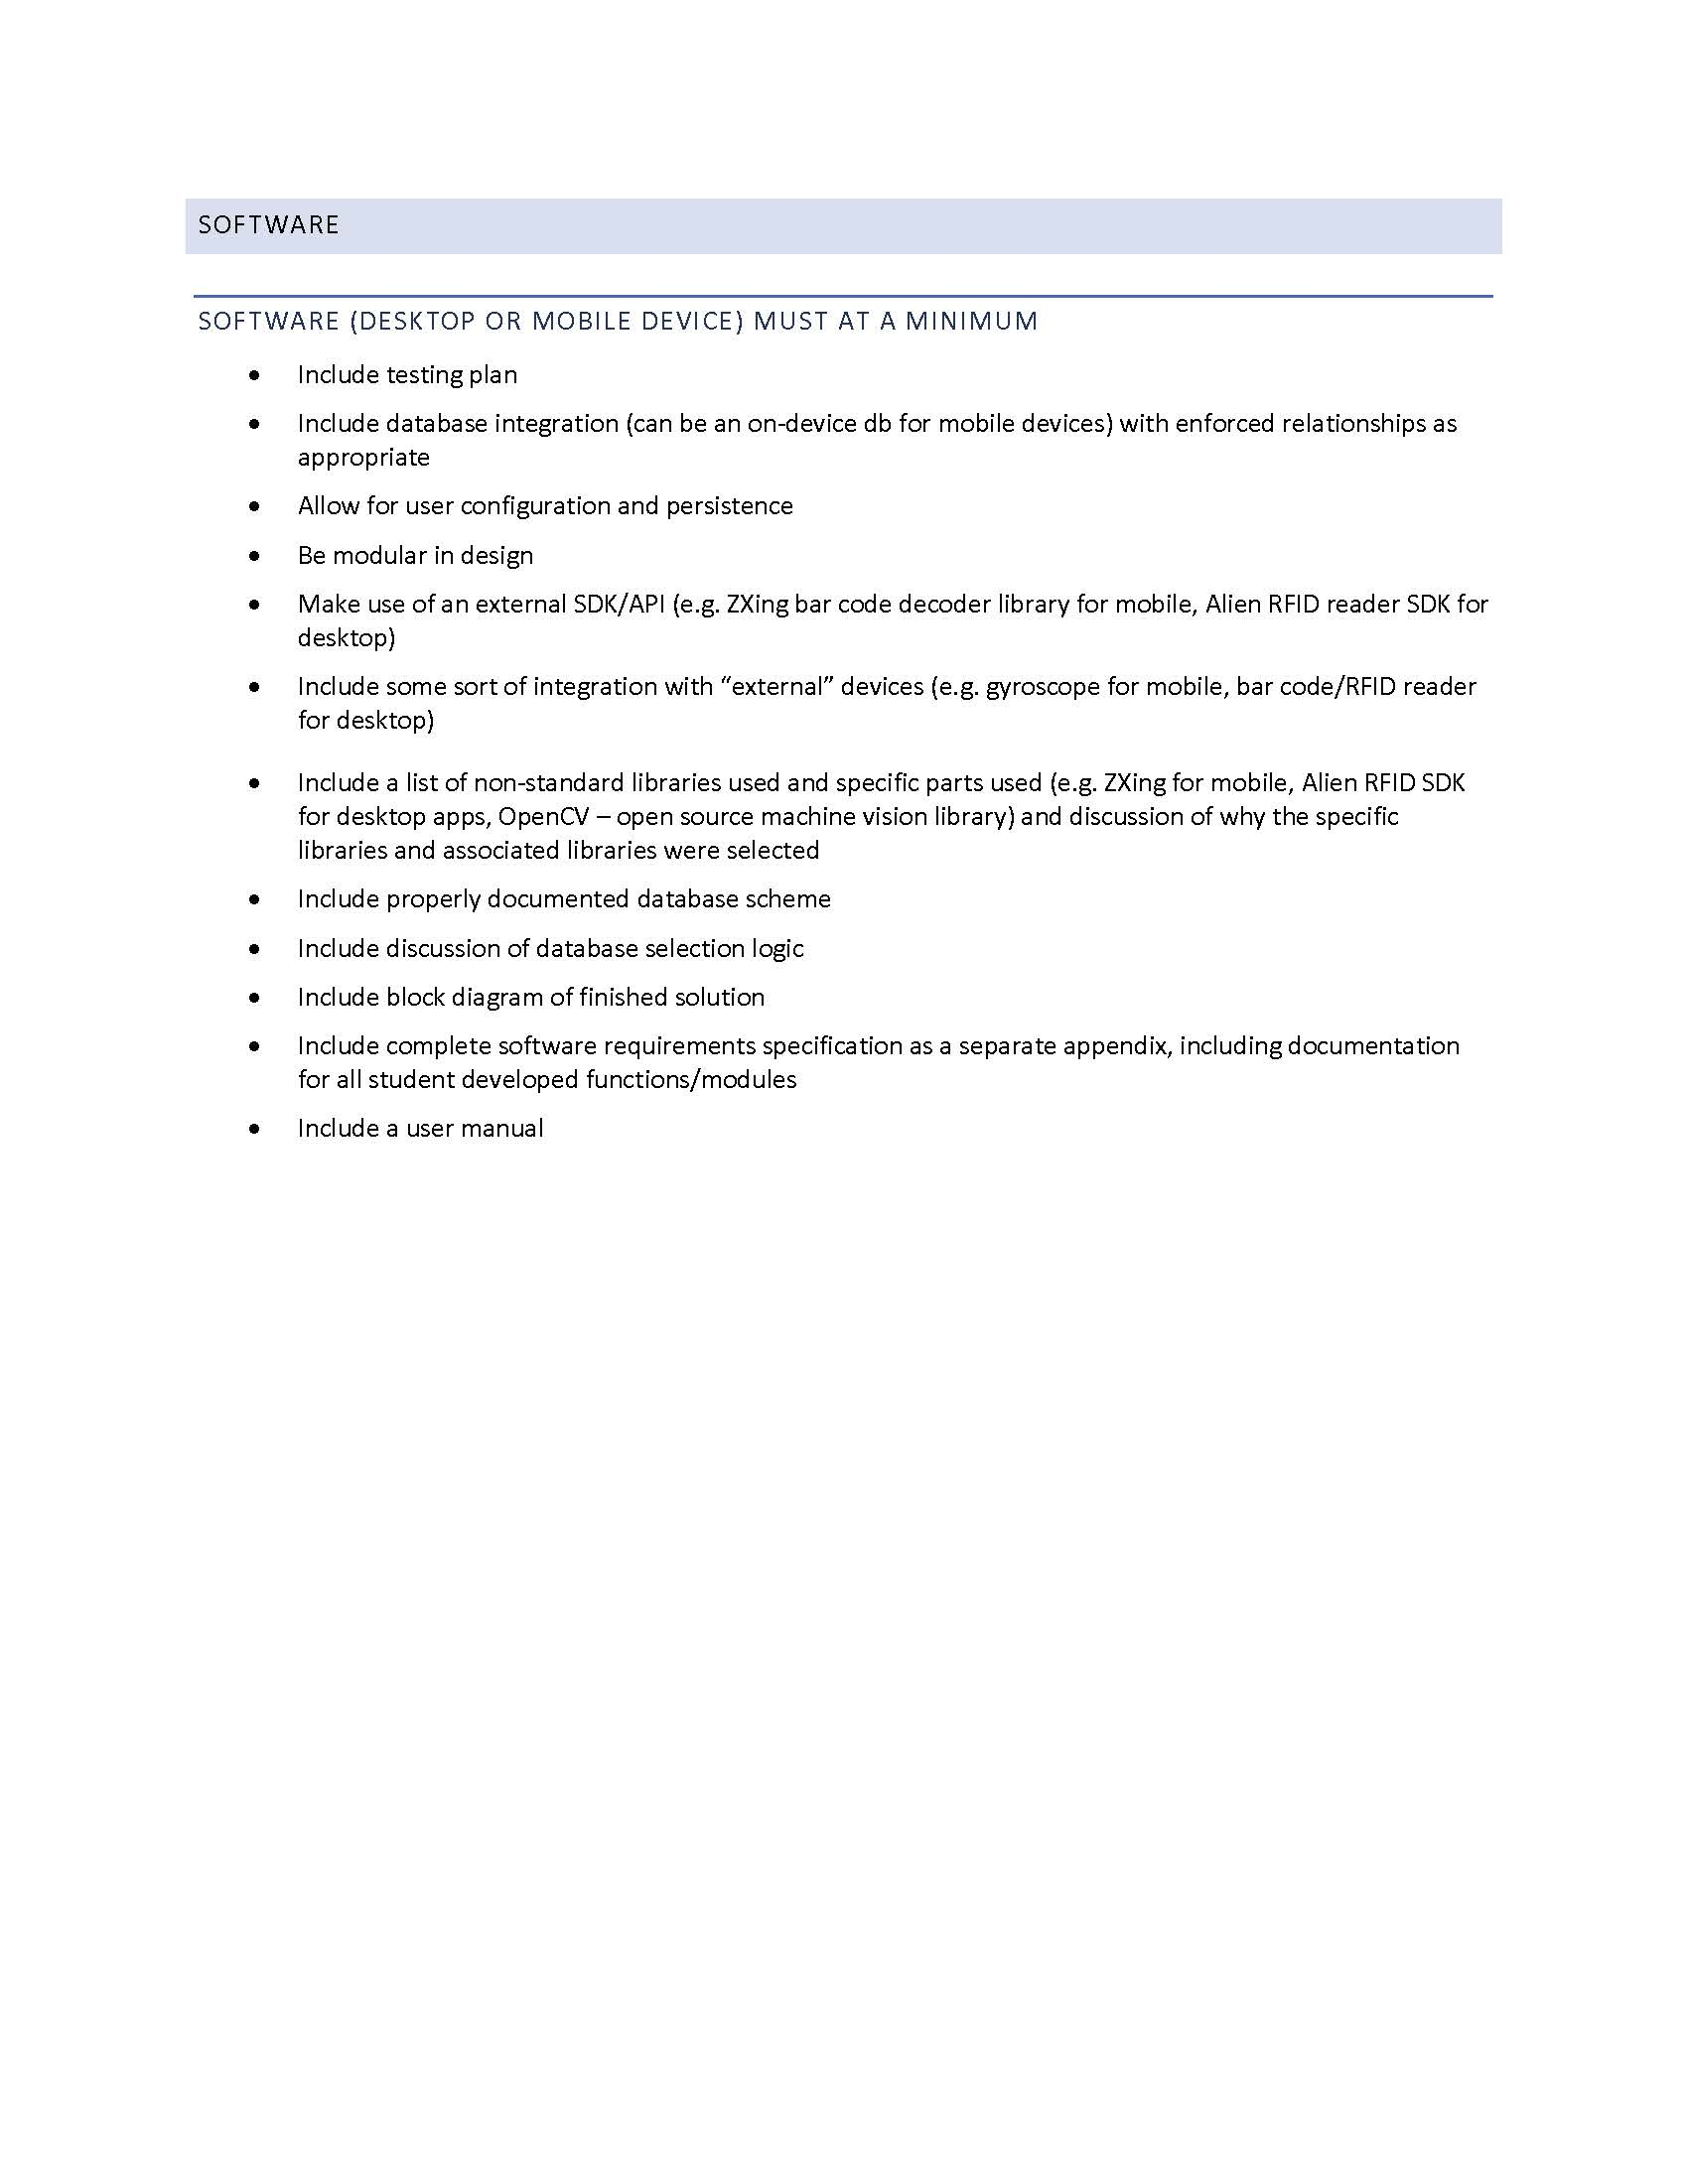 SOFTWARE
SOFTWARE (DESKTOP OR MOBILE DEVICE) MUST AT A MINIMUM
• Include testing plan
• Include database integration (can be an on-device db for mobile devices) with enforced relationships as
appropriate
• Allow for user configuration and persistence
• Be modular in design
• Make use of an external SDK/API (e.g. ZXing bar code decoder library for mobile, Alien RFID reader SDK for
desktop)
• Include some sort of integration with “external” devices (e.g. gyroscope for mobile, bar code/RFID reader
for desktop)
• Include a list of non-standard libraries used and specific parts used (e.g. ZXing for mobile, Alien RFID SDK
for desktop apps, OpenCV – open source machine vision library) and discussion of why the specific
libraries and associated libraries were selected
• Include properly documented database scheme
• Include discussion of database selection logic
• Include block diagram of finished solution
• Include complete software requirements specification as a separate appendix, including documentation
for all student developed functions/modules
• Include a user manual